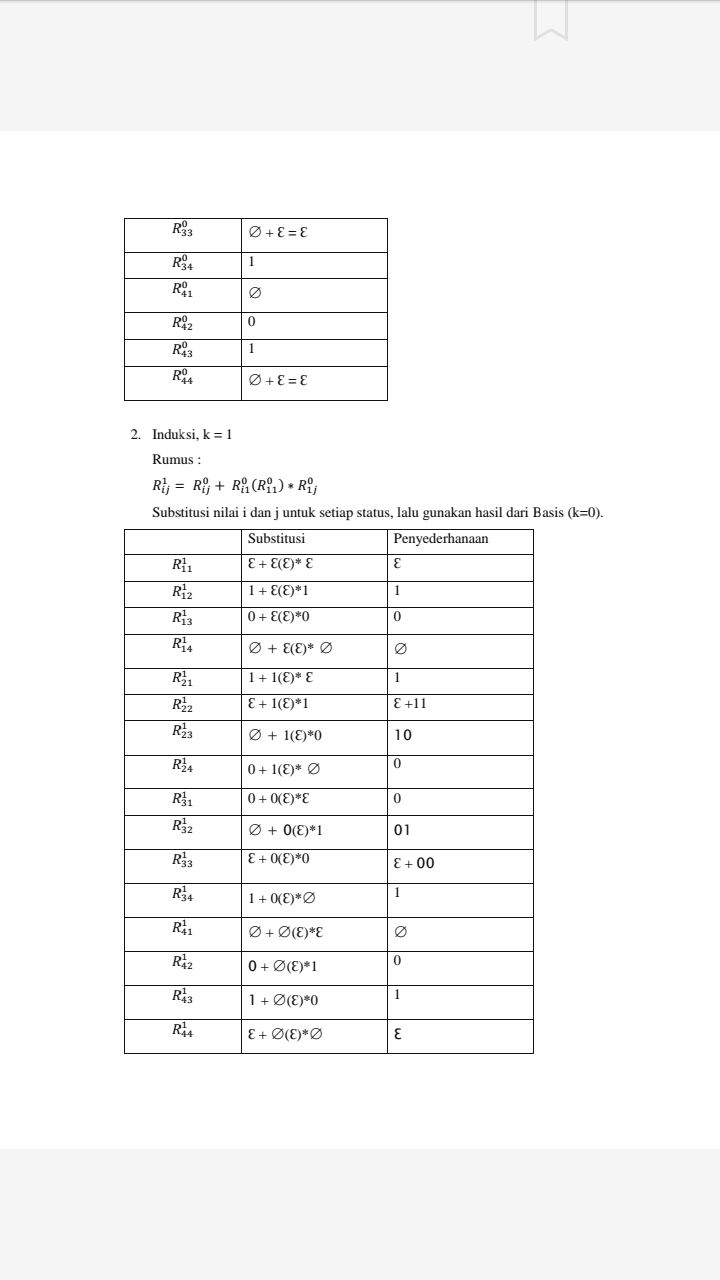 R⁰₃₃ ∅ + Ɛ = Ɛ
R⁰₃₄ 1
R⁰₄₁ ∅
R⁰₄₂ 0
R⁰₄₃ 1
R⁰₄₄ ∅ + Ɛ = Ɛ
2. Induksi, k = 1
Rumus :
R¹ᵢⱼ = R⁰ᵢⱼ + R⁰ᵢ₁(R⁰₁₁) ∗ R⁰₁ⱼ
Substitusi nilai i dan j untuk setiap status, lalu gunakan hasil dari Basis (k=0).
Substitusi Penyederhanaan
R¹₁₁ Ɛ + Ɛ(Ɛ)* Ɛ Ɛ
R¹₁₂ 1 + Ɛ(Ɛ)*1 1
R¹₁₃ 0 + Ɛ(Ɛ)*0 0
R¹₁₄ ∅ + Ɛ(Ɛ)* ∅ ∅
R¹₂₁ 1 + 1(Ɛ)* Ɛ 1
R¹₂₂ Ɛ + 1(Ɛ)*1 Ɛ +11
R¹₂₃ ∅ + 1(Ɛ)*0 10
R¹₂₄ 0 + 1(Ɛ)* ∅ 0
R¹₃₁ 0 + 0(Ɛ)*Ɛ 0
R¹₃₂ ∅ + 0(Ɛ)*1 01
R¹₃₃ Ɛ + 0(Ɛ)*0 Ɛ + 00
R¹₃₄ 1 + 0(Ɛ)*∅ 1
R¹₄₁ ∅ + ∅(Ɛ)*Ɛ ∅
R¹₄₂ 0 + ∅(Ɛ)*1 0
R¹₄₃ 1 + ∅(Ɛ)*0 1
R¹₄₄ Ɛ + ∅(Ɛ)*∅ Ɛ